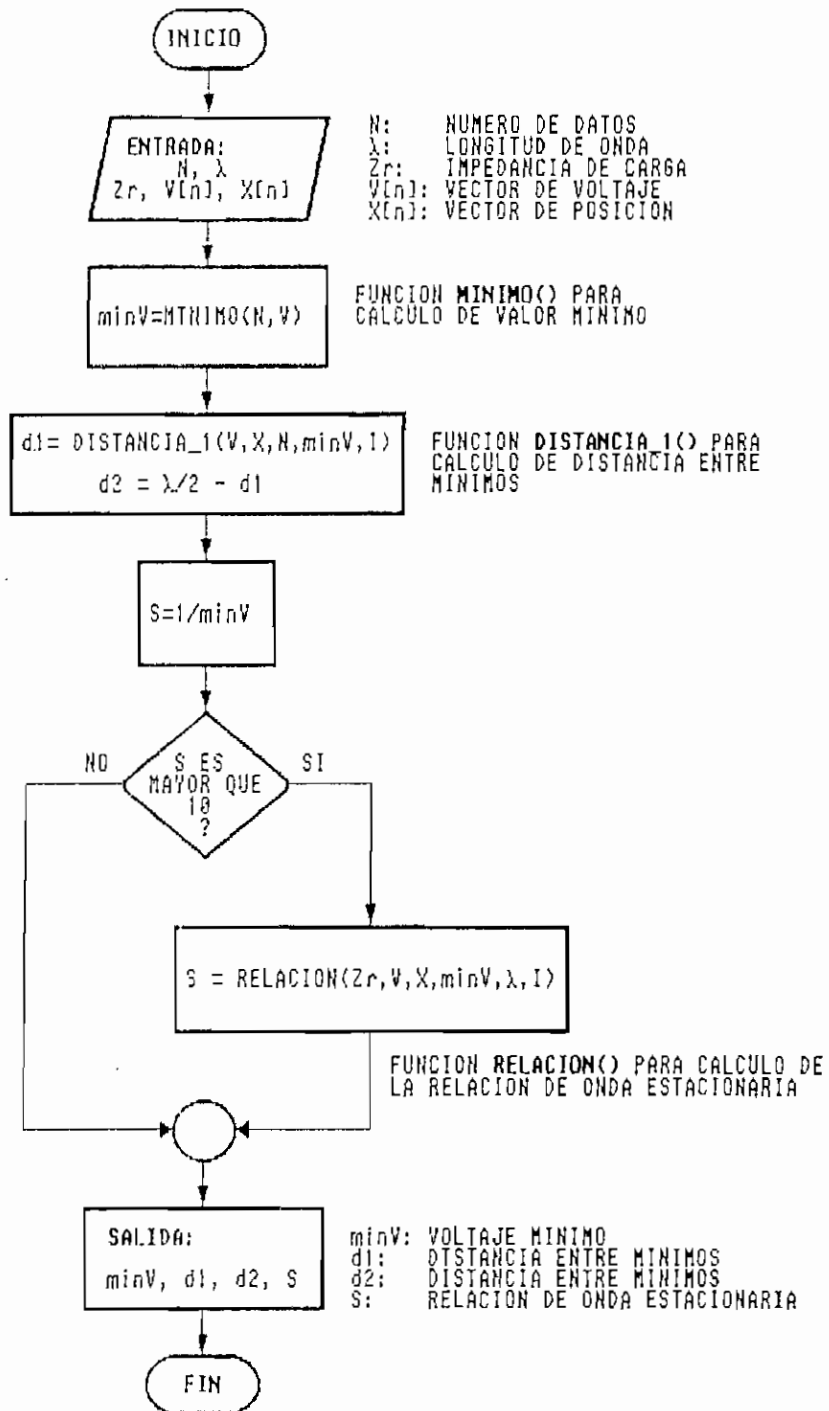 INICIO
ENTRADA:
N, λ
Zr, V[n], X[n]
N: NUMERO DE DATOS
λ: LONGITUD DE ONDA
Zr: IMPEDANCIA DE CARGA
V[n]: VECTOR DE VOLTAJE
X[n]: VECTOR DE POSICION
minV=MINIMO(N,V)
FUNCION MINIMO() PARA
CALCULO DE VALOR MINIMO
d1= DISTANCIA_1(V,X,N,minV,I)
d2 = λ/2 - d1
FUNCION DISTANCIA_1() PARA
CALCULO DE DISTANCIA ENTRE
MINIMOS
S=1/minV
NO
S ES
MAYOR QUE
10
?
SI
S = RELACION(Zr,V,X,minV,λ,I)
FUNCION RELACION() PARA CALCULO DE
LA RELACION DE ONDA ESTACIONARIA
SALIDA:
minV, d1, d2, S
minV: VOLTAJE MINIMO
d1: DISTANCIA ENTRE MINIMOS
d2: DISTANCIA ENTRE MINIMOS
S: RELACION DE ONDA ESTACIONARIA
FIN